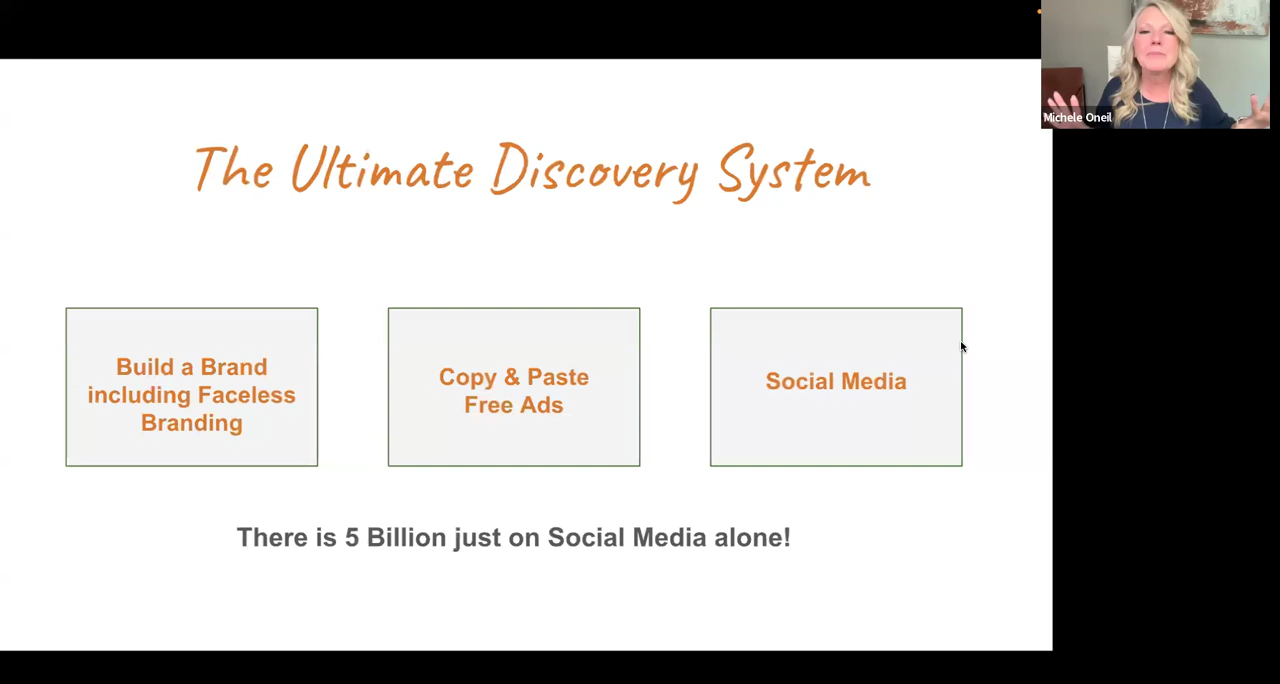 Michele Oneil
The Ultimate Discovery System
Build a Brand
including Faceless
Branding
Copy & Paste
Free Ads
Social Media
There is 5 Billion just on Social Media alone!